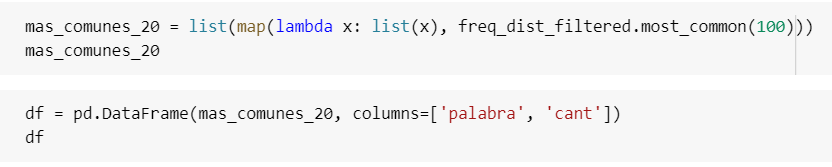 mas_comunes_20 = list(map(lambda x: list(x), freq_dist_filtered.most_common(100)))
mas_comunes_20
df = pd.DataFrame(mas_comunes_20, columns=['palabra', 'cant'])
df